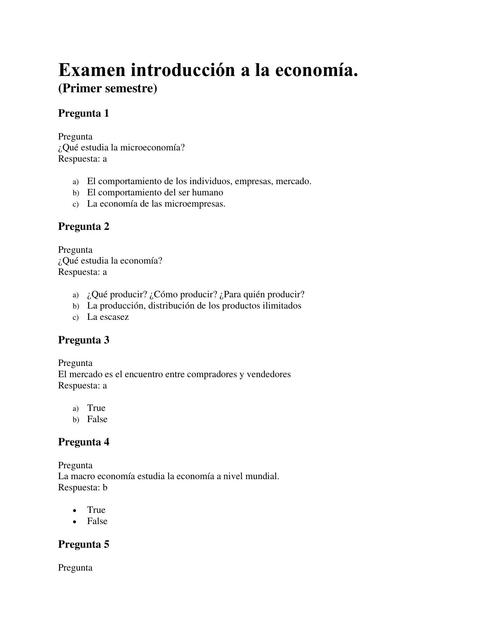 Examen introducción a la economía.
(Primer semestre)
Pregunta 1
Pregunta
¿Qué estudia la microeconomía?
Respuesta: a
a) El comportamiento de los individuos, empresas, mercado.
b) El comportamiento del ser humano
c) La economía de las microempresas.
Pregunta 2
Pregunta
¿Qué estudia la economía?
Respuesta: a
a) ¿Qué producir? ¿Cómo producir? ¿Para quién producir?
b) La producción, distribución de los productos ilimitados
c) La escasez
Pregunta 3
Pregunta
El mercado es el encuentro entre compradores y vendedores
Respuesta: a
a) True
b) False
Pregunta 4
Pregunta
La macro economía estudia la economía a nivel mundial.
Respuesta: b
• True
• False
Pregunta 5
Pregunta